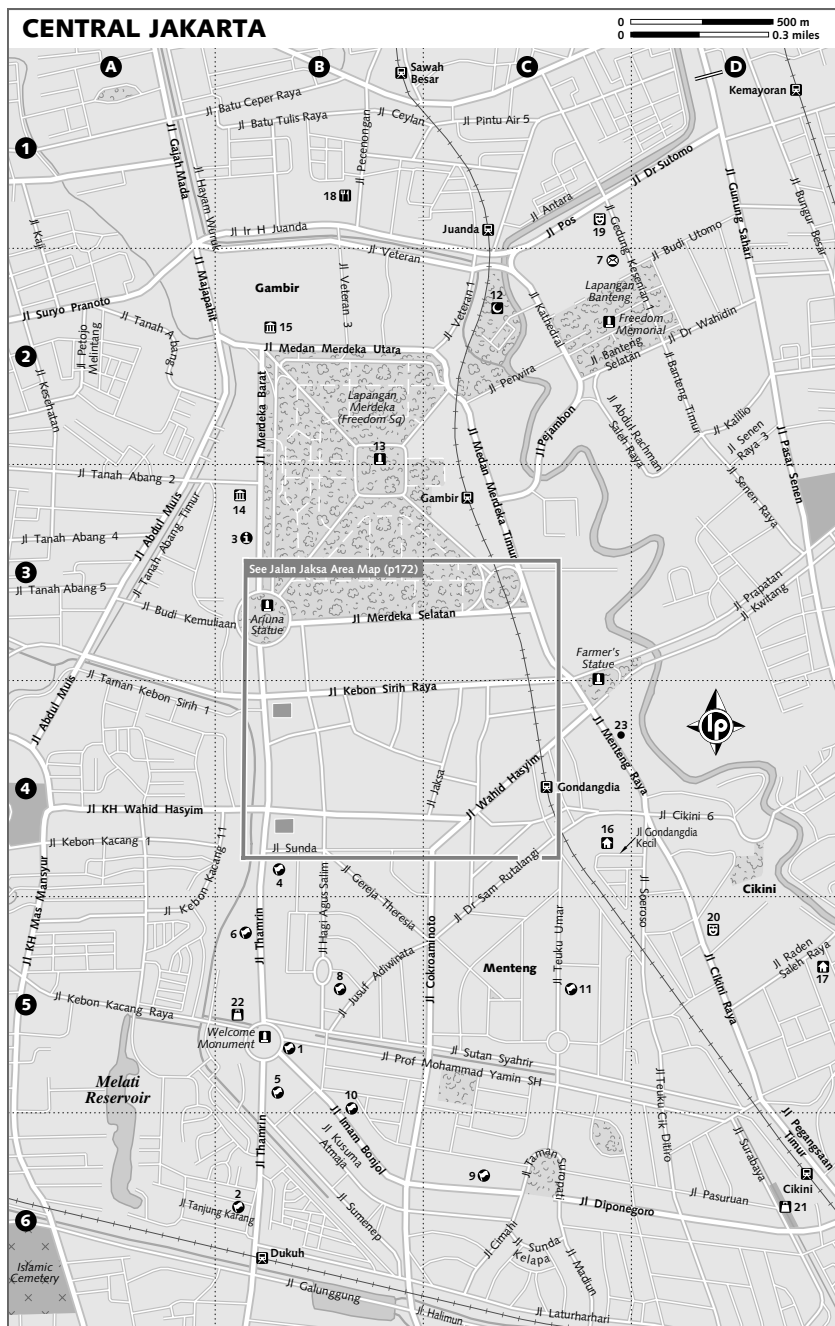 CENTRAL JAKARTA
0 500 m
0 0.3 miles
A
B
C
D
Sawah
Besar
Kemayoran
Jl Batu Ceper Raya
Jl Batu Tulis Raya
Jl Ceylan
Jl Pintu Air 5
Jl Pecenongan
1
Jl Gajah Mada
Jl Hayam Wuruk
18
Jl Antara
Jl Dr Sutomo
Jl Gunung Sahari
Jl Bungur Besar
Jl Kaji
Jl Ir H Juanda
Juanda
Jl Pos
19
Jl Gedung Kesenian 1
Jl Budi Utomo
Jl Veteran
7
Jl Majapahit
Gambir
Jl Veteran 3
Jl Veteran 1
12
Jl Kathedral
Lapangan
Banteng
Jl Suryo Pranoto
Jl Tanah Abang 1
15
Freedom
Memorial
Jl Dr Wahidin
Jl Petojo
Melintang
2
Jl Medan Merdeka Utara
Jl Banteng
Selatan
Jl Kesehatan
Jl Perwira
Jl Banteng Timur
Jl Merdeka Barat
Lapangan
Merdeka
(Freedom Sq)
Jl Pejambon
Jl Abdul Rachman
Saleh Raya
Jl Kalilio
Jl Senen
Raya 3
Jl Pasar Senen
13
Jl Medan Merdeka Timur
Jl Tanah Abang 2
Jl Senen Raya
14
Gambir
Jl Abdul Muis
Jl Tanah Abang Timur
Jl Tanah Abang 4
3
3
See Jalan Jaksa Area Map (p172)
Jl Tanah Abang 5
Jl Prapatan
Jl Kwitang
Jl Budi Kemuliaan
Arjuna
Statue
Jl Merdeka Selatan
Farmer's
Statue
Jl Taman Kebon Sirih 1
Jl Kebon Sirih Raya
Jl Abdul Muis
23
lp
Jl Menteng Raya
4
Jl Jaksa
Jl Wahid Hasyim
Gondangdia
Jl KH Wahid Hasyim
Jl Cikini 6
16
Jl Gondangdia
Kecil
Jl Kebon Kacang 1
Jl Sunda
Jl Kebon Kacang 11
4
Jl KH Mas Mansyur
Jl Hagi Agus Salim
Jl Gereja Theresia
Jl Dr Sam Rutalangi
Jl Soeroso
Cikini
20
6
Jl Thamrin
Jl Cokroaminoto
Menteng
Jl Teuku Umar
Jl Raden
Saleh Raya
17
8
Jl Jusuf Adiwinata
11
Jl Cikini Raya
5
Jl Kebon Kacang Raya
22
Welcome
Monument
1
Jl Sutan Syahrir
Jl Prof Mohammad Yamin SH
Melati
Reservoir
5
10
Jl Imam Bonjol
Jl Teuku Cik Ditiro
Jl Thamrin
Jl Kusuma
Atmaja
Jl Surabaya
Jl Pegangsaan
Timur
9
Jl Taman Suropati
Cikini
Jl Pasuruan
21
2
Jl Tanjung Karang
Jl Sumenep
Jl Diponegoro
6
Islamic
Cemetery
Dukuh
Jl Cimahi
Jl Sunda
Kelapa
Jl Madiun
Jl Galunggung
Jl Halimun
Jl Laturharhari